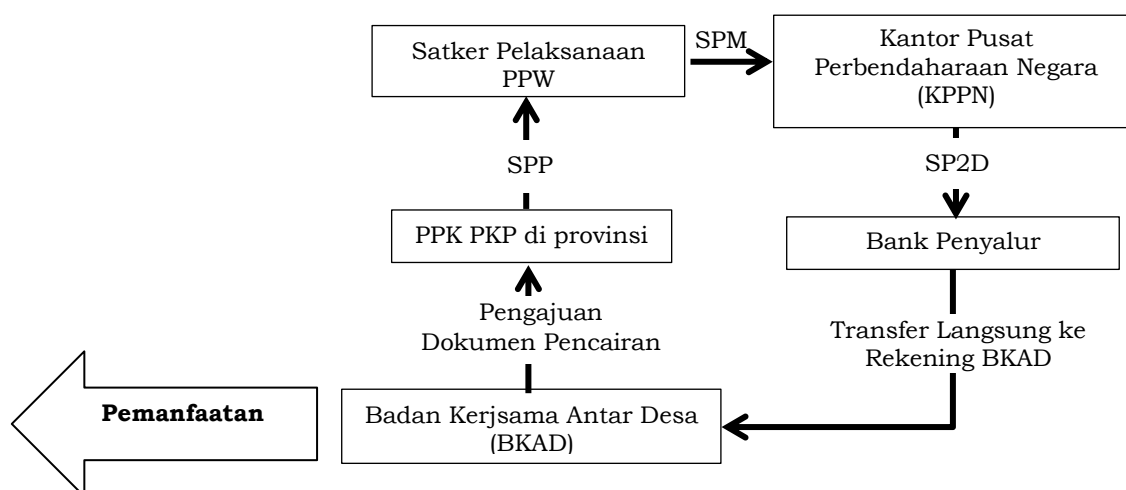 Satker Pelaksanaan
PPW
SPM
Kantor Pusat
Perbendaharaan Negara
(KPPN)
SPP
SP2D
PPK PKP di provinsi
Bank Penyalur
Pengajuan
Dokumen Pencairan
Transfer Langsung ke
Rekening BKAD
Pemanfaatan
Badan Kerjsama Antar Desa
(BKAD)